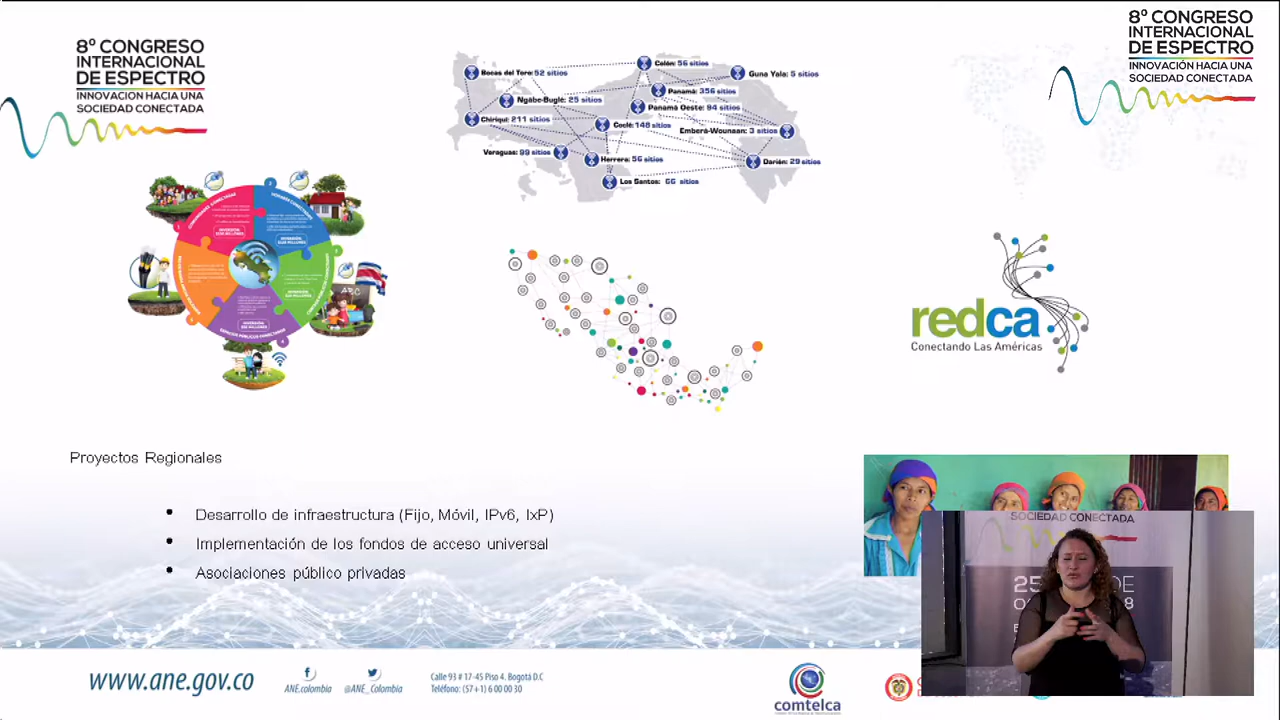 8º CONGRESO
INTERNACIONAL
DE ESPECTRO
INNOVACION HACIA UNA
SOCIEDAD CONECTADA
8º CONGRESO
INTERNACIONAL
DE ESPECTRO
INNOVACIÓN HACIA UNA
SOCIEDAD CONECTADA
Bocas del Toro: 52 sitios
Colón: 56 sitios
Guna Yala: 5 sitios
Ngäbe-Buglé: 25 sitios
Panamá: 356 sitios
Panamá Oeste: 94 sitios
Chiriquí: 211 sitios
Coclé: 148 sitios
Emberá-Wounaan: 3 sitios
Veraguas: 99 sitios
Herrera: 56 sitios
Darién: 29 sitios
Los Santos: 66 sitios
redca
Conectando Las Américas
Proyectos Regionales
• Desarrollo de infraestructura (Fijo, Móvil, IPv6, IxP)
• Implementación de los fondos de acceso universal
• Asociaciones público privadas
SOCIEDAD CONECTADA
25
DE
8
www.ane.gov.co
ANE.colombia
@ANE_Colombia
Calle 93 # 17-45 Piso 4. Bogotá D.C
Teléfono: (57+1) 6 00 00 30
comtelca